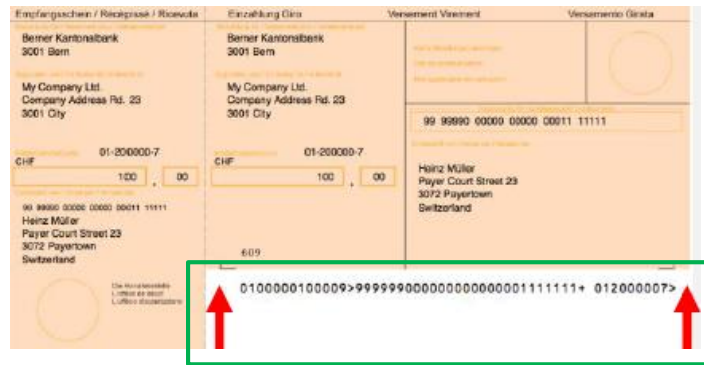 Empfangsschein / Récépissé / Ricevuta
Berner Kantonalbank
3001 Bern
My Company Ltd.
Company Address Rd. 23
3001 City
01-200000-7
CHF
100 . 00
99 99990 00000 00000 00011 11111
Heinz Müller
Payer Court Street 23
3072 Payertown
Switzerland
Einzahlung Giro
Berner Kantonalbank
3001 Bern
My Company Ltd.
Company Address Rd. 23
3001 City
01-200000-7
CHF
100 . 00
609
Versement Virement
Versamento Girata
99 99990 00000 00000 00011 11111
Heinz Müller
Payer Court Street 23
3072 Payertown
Switzerland
0100000100009>999999000000000000001111111+ 012000007>